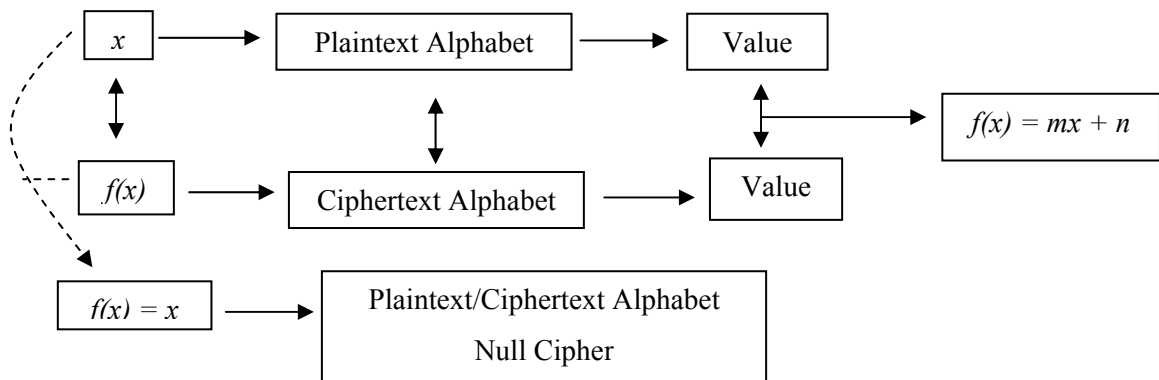 x
Plaintext Alphabet
Value
f(x) = mx + n
f(x)
Ciphertext Alphabet
Value
f(x) = x
Plaintext/Ciphertext Alphabet
Null Cipher